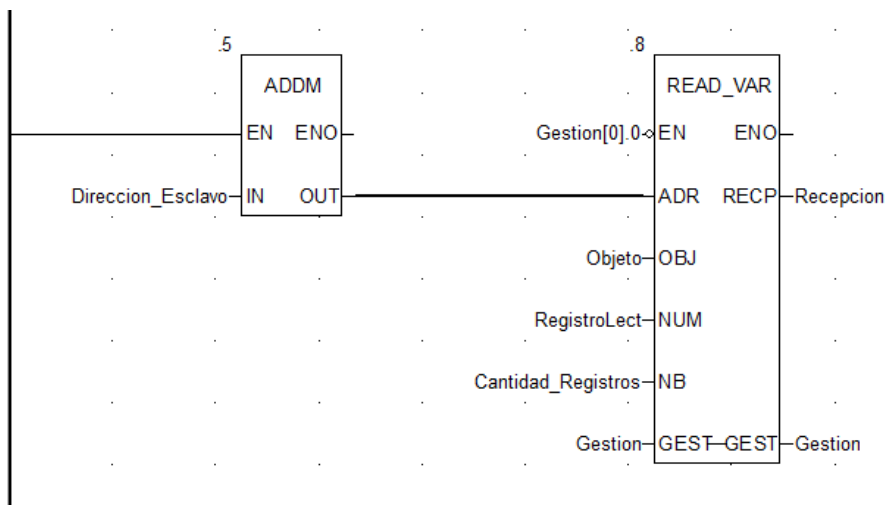 .5
.8
ADDM
READ_VAR
EN ENO
Gestion[0].0 EN ENO
Direccion_Esclavo IN OUT
ADR RECP Recepcion
Objeto OBJ
RegistroLect NUM
Cantidad_Registros NB
Gestion GEST GEST Gestion